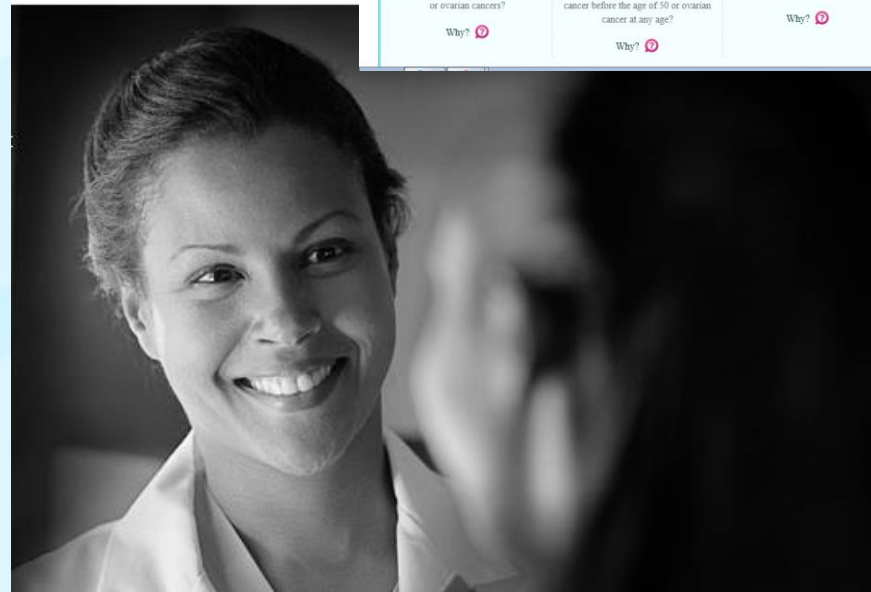 or ovarian cancers?
Why?
cancer before the age of 50 or ovarian
cancer at any age?
Why?
Why?